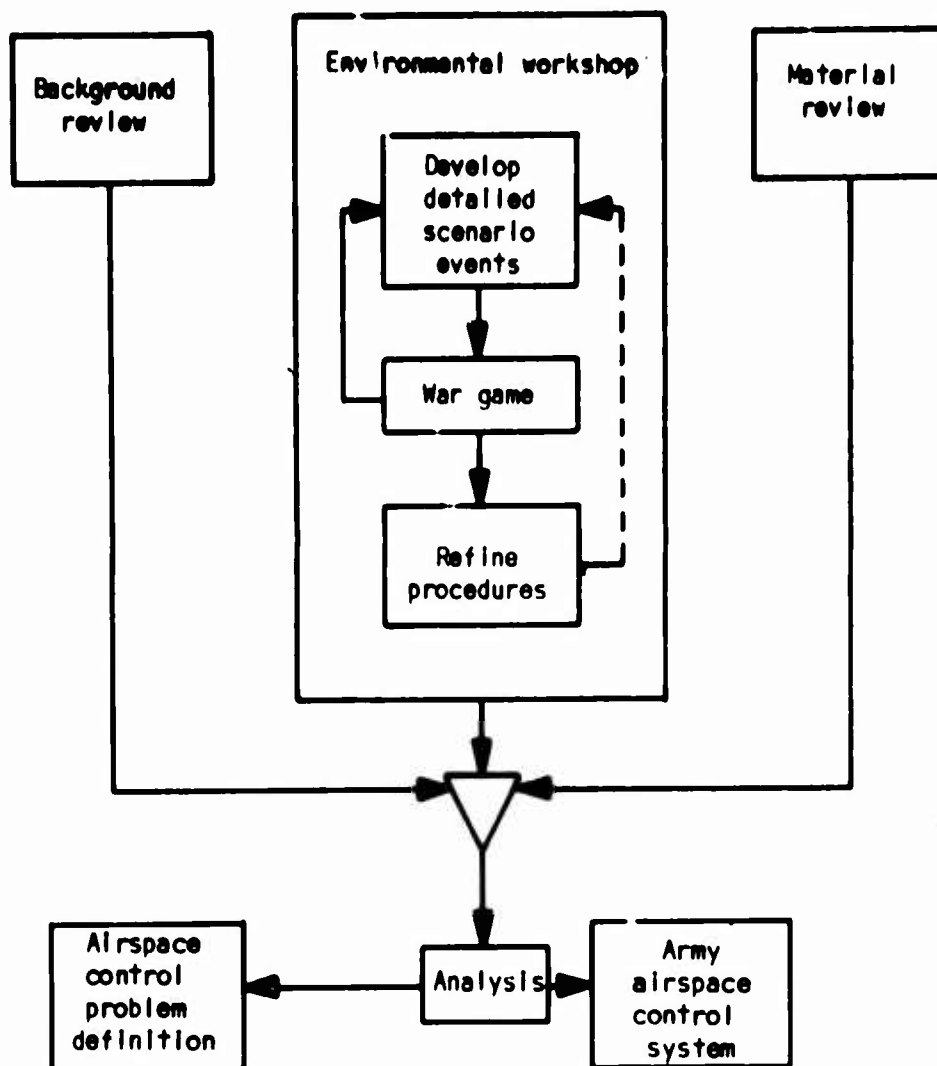 Background
review
Environmental workshop
Material
review
Develop
detailed
scenario
events
War game
Refine
procedures
Airspace
control
problem
definition
Analysis
Army
airspace
control
system